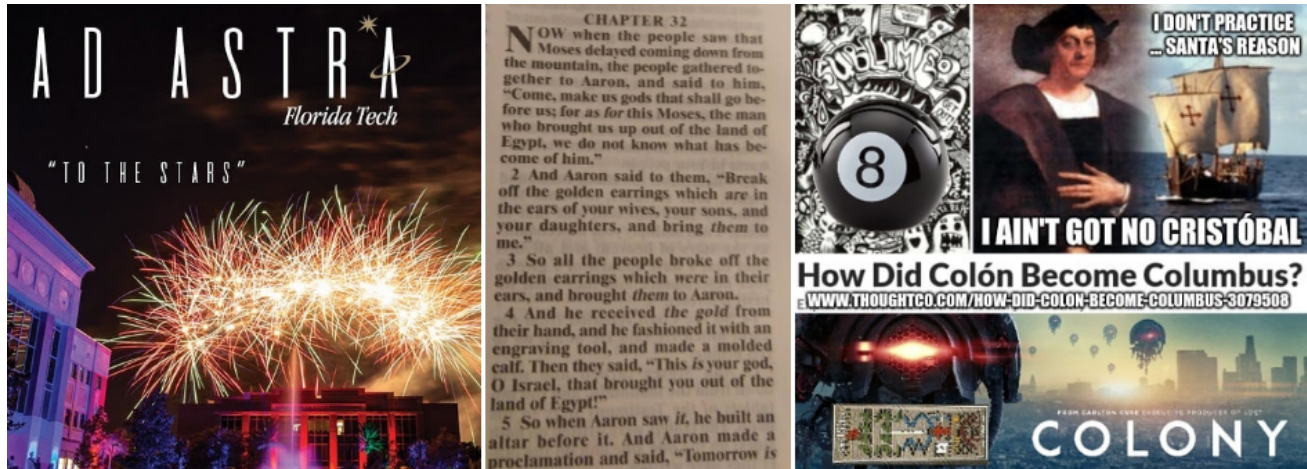 AD ASTRA
Florida Tech
"TO THE STARS"
CHAPTER 32
NOW when the people saw that
Moses delayed coming down from
the mountain, the people gathered to-
gether to Aaron, and said to him,
“Come, make us gods that shall go be-
fore us; for as for this Moses, the man
who brought us up out of the land of
Egypt, we do not know what has be-
come of him.”
2 And Aaron said to them, “Break
off the golden earrings which are in
the ears of your wives, your sons, and
your daughters, and bring them to
me.”
3 So all the people broke off the
golden earrings which were in their
ears, and brought them to Aaron.
4 And he received the gold from
their hand, and he fashioned it with an
engraving tool, and made a molded
calf. Then they said, “This is your god,
O Israel, that brought you out of the
land of Egypt!”
5 So when Aaron saw it, he built an
altar before it. And Aaron made a
proclamation and said, “Tomorrow is
SUBLIME
GET
OUT!
8
I DON'T PRACTICE
... SANTA'S REASON
I AIN'T GOT NO CRISTÓBAL
How Did Colón Become Columbus?
WWW.THOUGHTCO.COM/HOW-DID-COLON-BECOME-COLUMBUS-3079508
FROM CARLTON CUSE EXECUTIVE PRODUCER OF LOST
COLONY